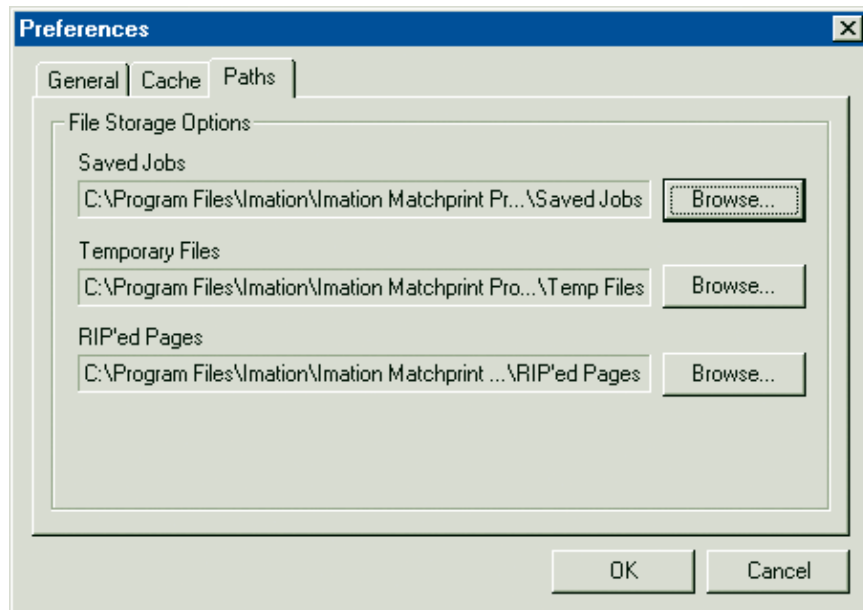 Preferences
General Cache Paths
File Storage Options
Saved Jobs
C:\Program Files\Imation\Imation Matchprint Pr...\Saved Jobs Browse...
Temporary Files
C:\Program Files\Imation\Imation Matchprint Pro...\Temp Files Browse...
RIP'ed Pages
C:\Program Files\Imation\Imation Matchprint ...\RIP'ed Pages Browse...
OK Cancel